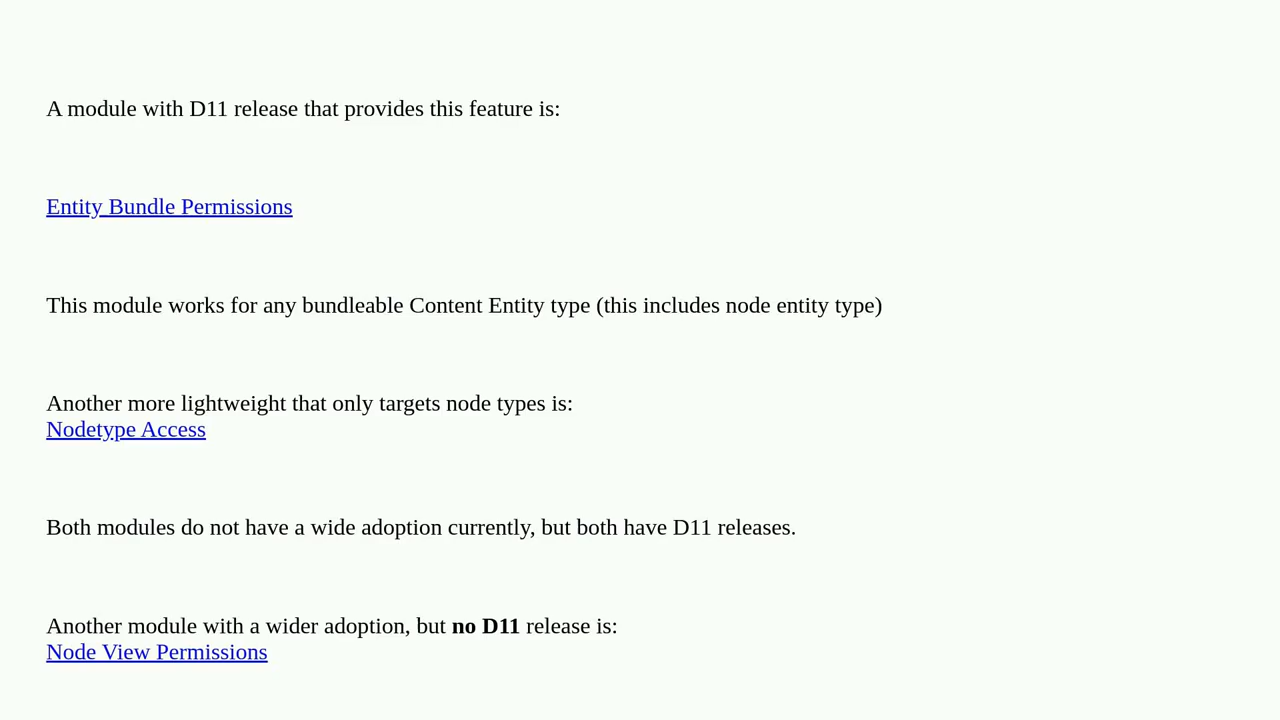 A module with D11 release that provides this feature is:
Entity Bundle Permissions
This module works for any bundleable Content Entity type (this includes node entity type)
Another more lightweight that only targets node types is:
Nodetype Access
Both modules do not have a wide adoption currently, but both have D11 releases.
Another module with a wider adoption, but no D11 release is:
Node View Permissions